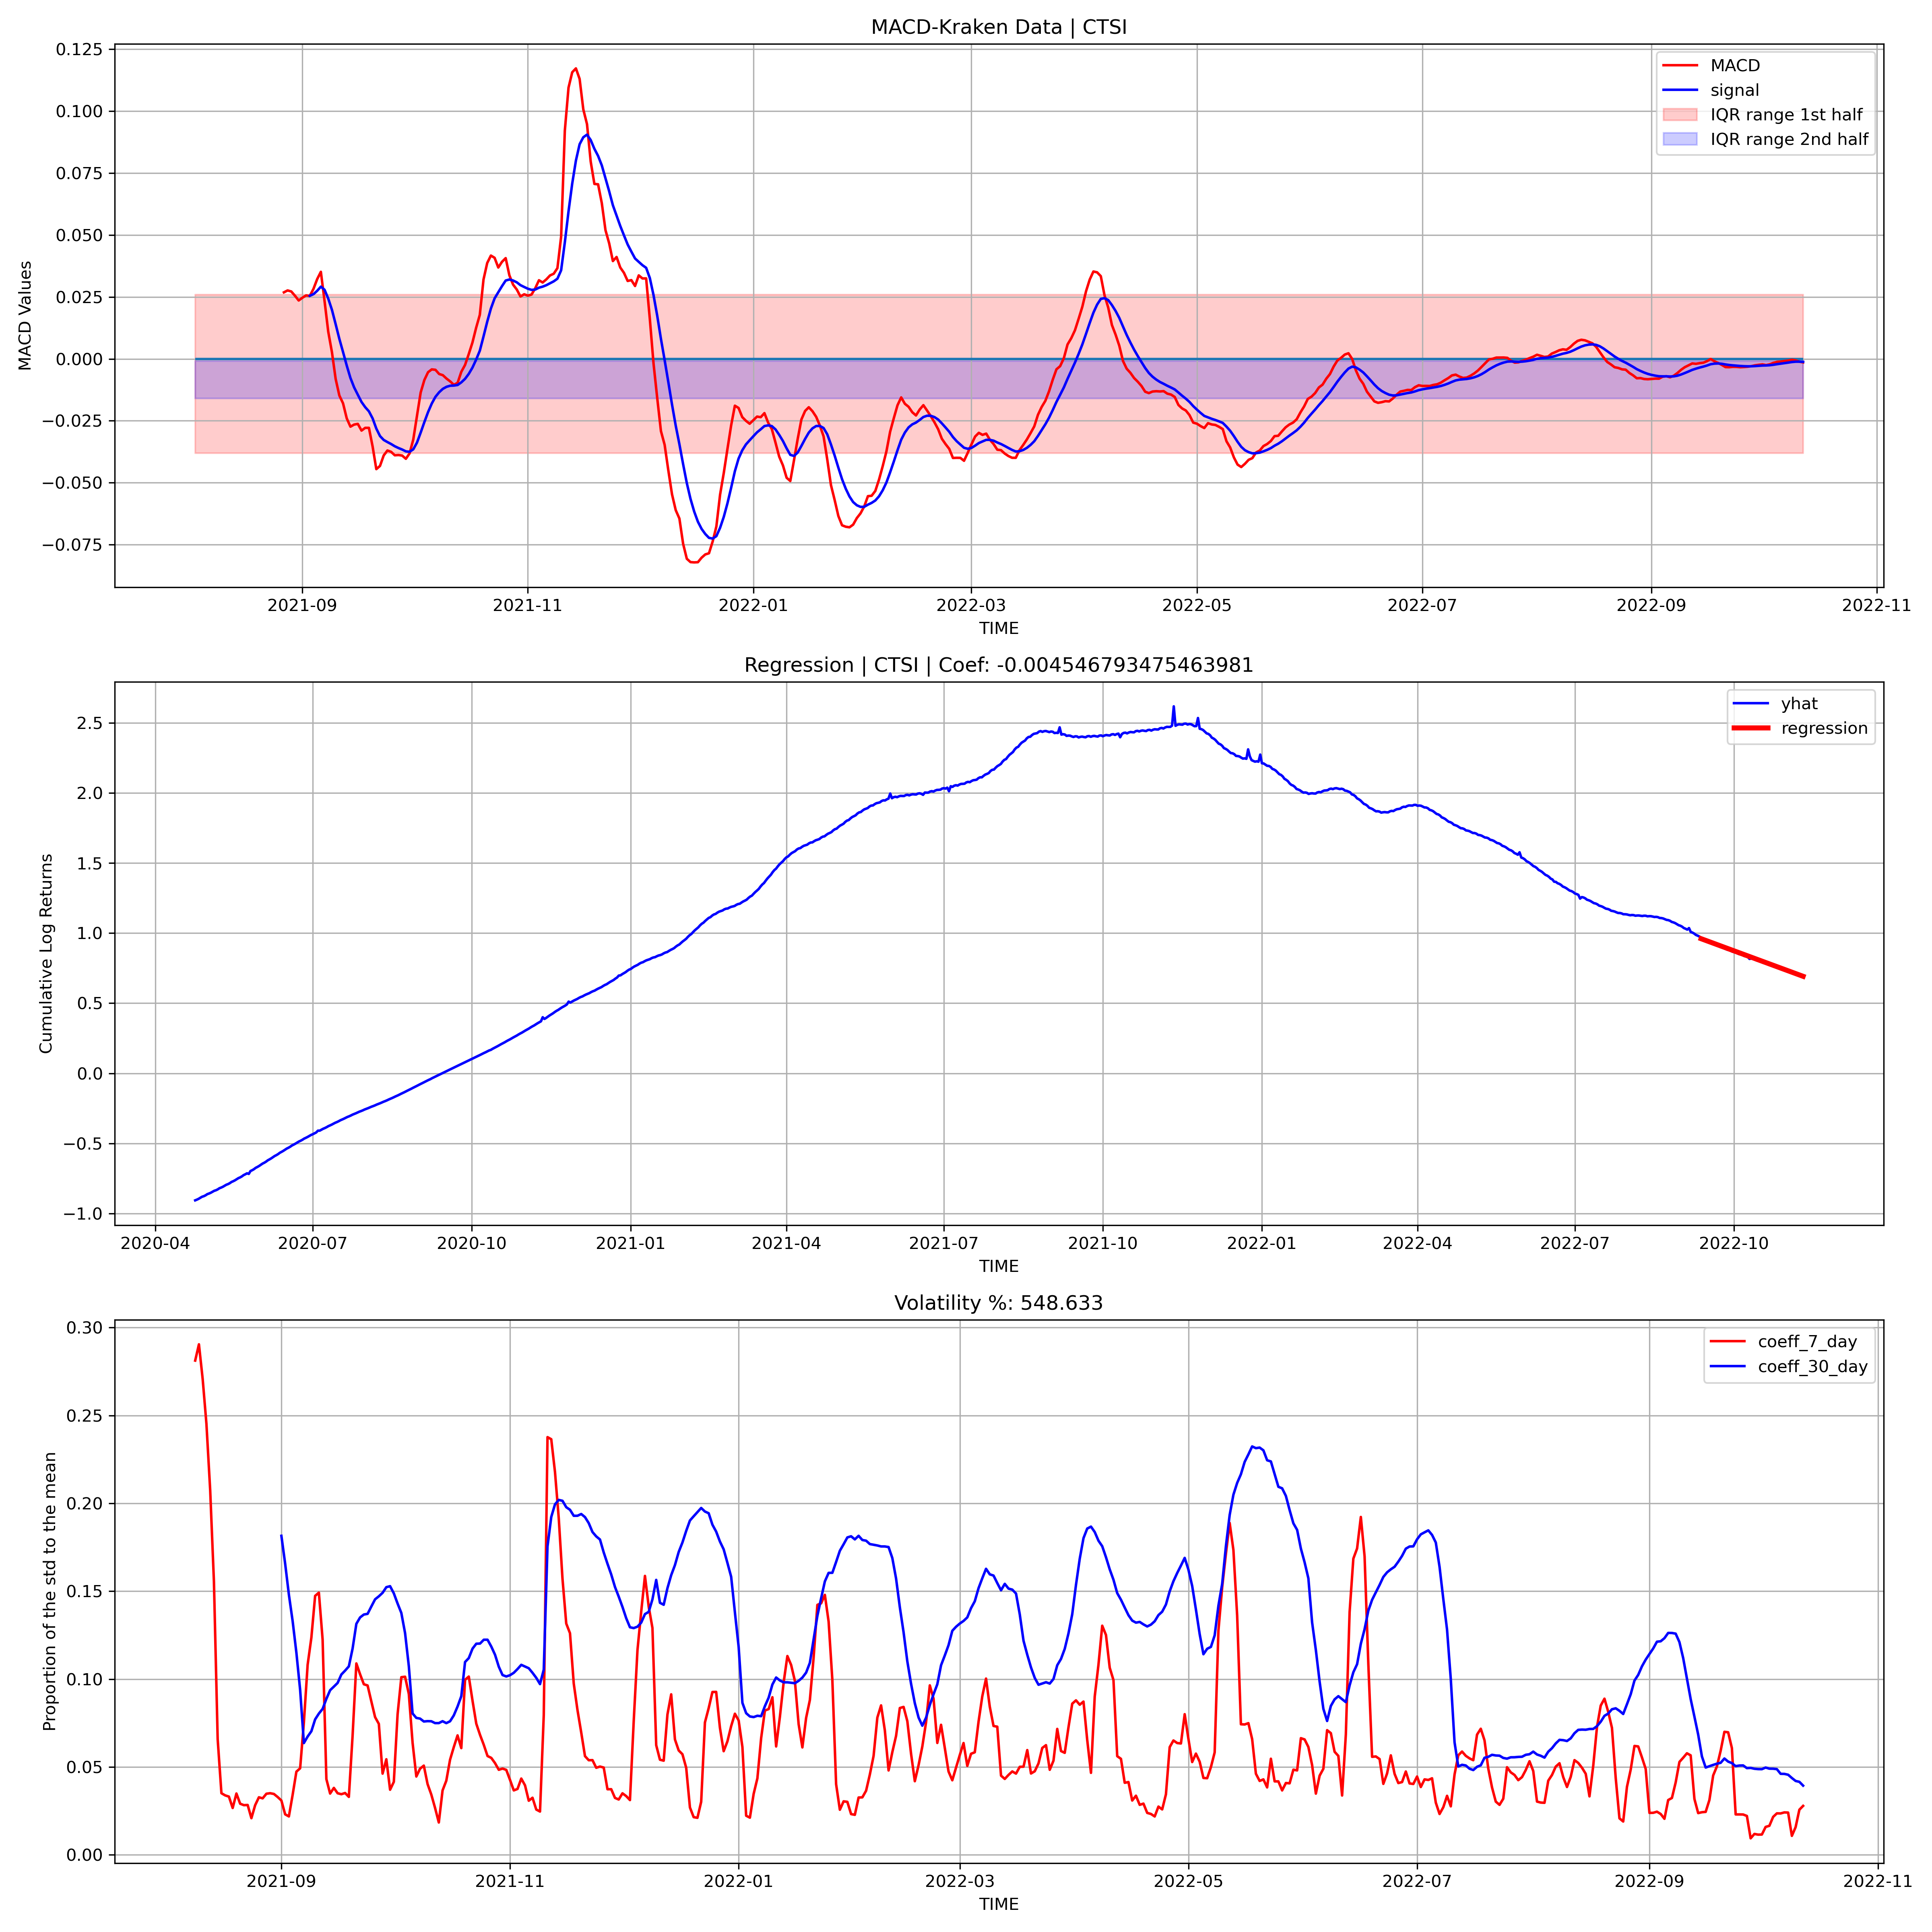 MACD-Kraken Data | CTSI
MACD
signal
IQR range 1st half
IQR range 2nd half
MACD Values
0.125
0.100
0.075
0.050
0.025
0.000
−0.025
−0.050
−0.075
2021-09 2021-11 2022-01 2022-03 2022-05 2022-07 2022-09 2022-11
TIME
Regression | CTSI | Coef: -0.004546793475463981
yhat
regression
Cumulative Log Returns
2.5
2.0
1.5
1.0
0.5
0.0
−0.5
−1.0
2020-04 2020-07 2020-10 2021-01 2021-04 2021-07 2021-10 2022-01 2022-04 2022-07 2022-10
TIME
Volatility %: 548.633
coeff_7_day
coeff_30_day
Proportion of the std to the mean
0.30
0.25
0.20
0.15
0.10
0.05
0.00
2021-09 2021-11 2022-01 2022-03 2022-05 2022-07 2022-09 2022-11
TIME